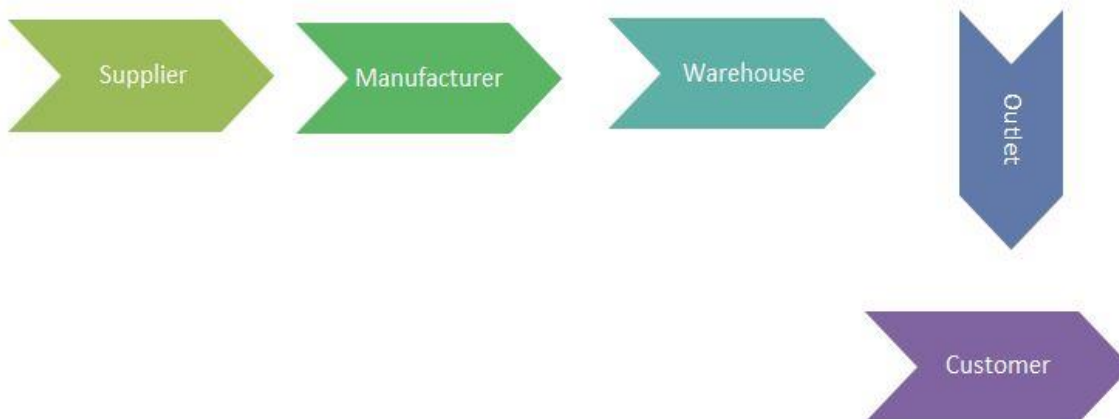 Supplier
Manufacturer
Warehouse
Outlet
Customer